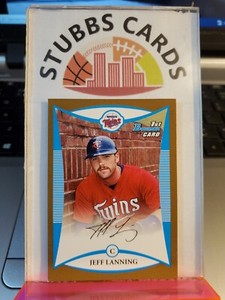 STUBBS CARDS
Twins
1st
BOWMAN
CARD
Twins
C
JEFF LANNING